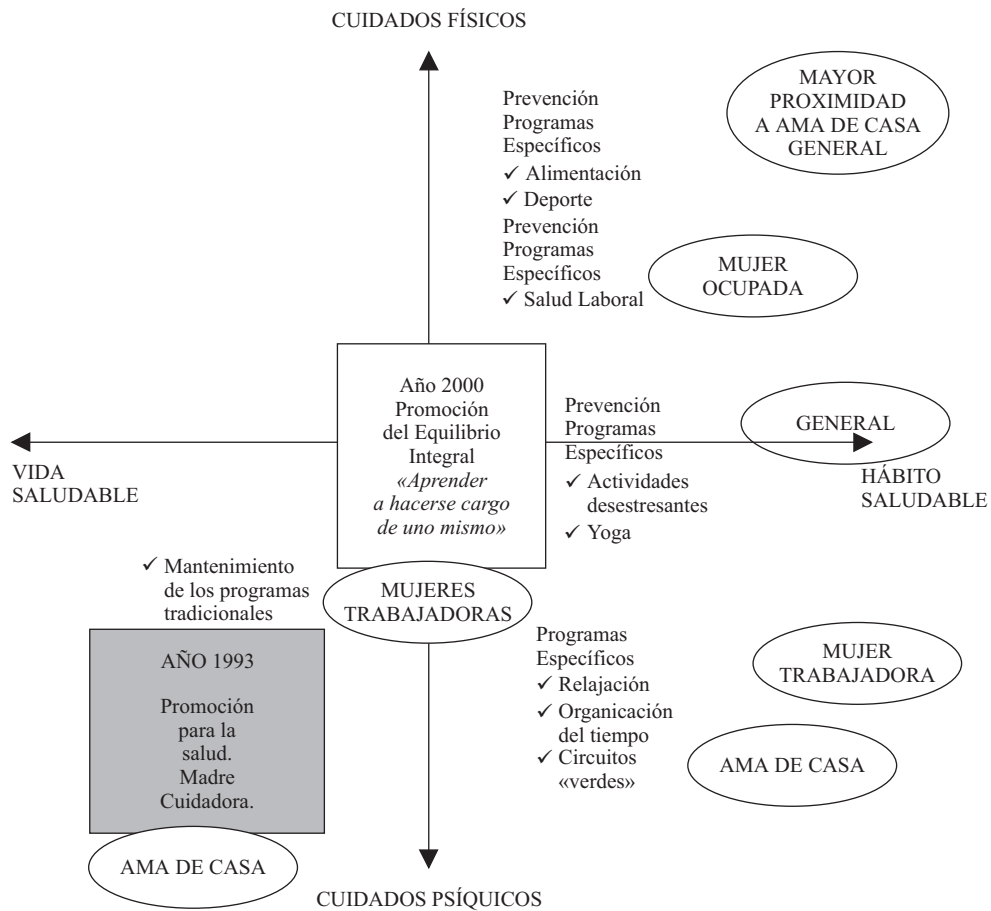 CUIDADOS FÍSICOS
Prevención
Programas
Específicos
✓ Alimentación
✓ Deporte
MAYOR
PROXIMIDAD
A AMA DE CASA
GENERAL
Prevención
Programas
Específicos
✓ Salud Laboral
MUJER
OCUPADA
Año 2000
Promoción
del Equilibrio
Integral
«Aprender
a hacerse cargo
de uno mismo»
Prevención
Programas
Específicos
✓ Actividades
desestresantes
✓ Yoga
GENERAL
VIDA
SALUDABLE
HÁBITO
SALUDABLE
✓ Mantenimiento
de los programas
tradicionales
MUJERES
TRABAJADORAS
AÑO 1993
Promoción
para la
salud.
Madre
Cuidadora.
AMA DE CASA
Programas
Específicos
✓ Relajación
✓ Organicación
del tiempo
✓ Circuitos
«verdes»
MUJER
TRABAJADORA
AMA DE CASA
CUIDADOS PSÍQUICOS